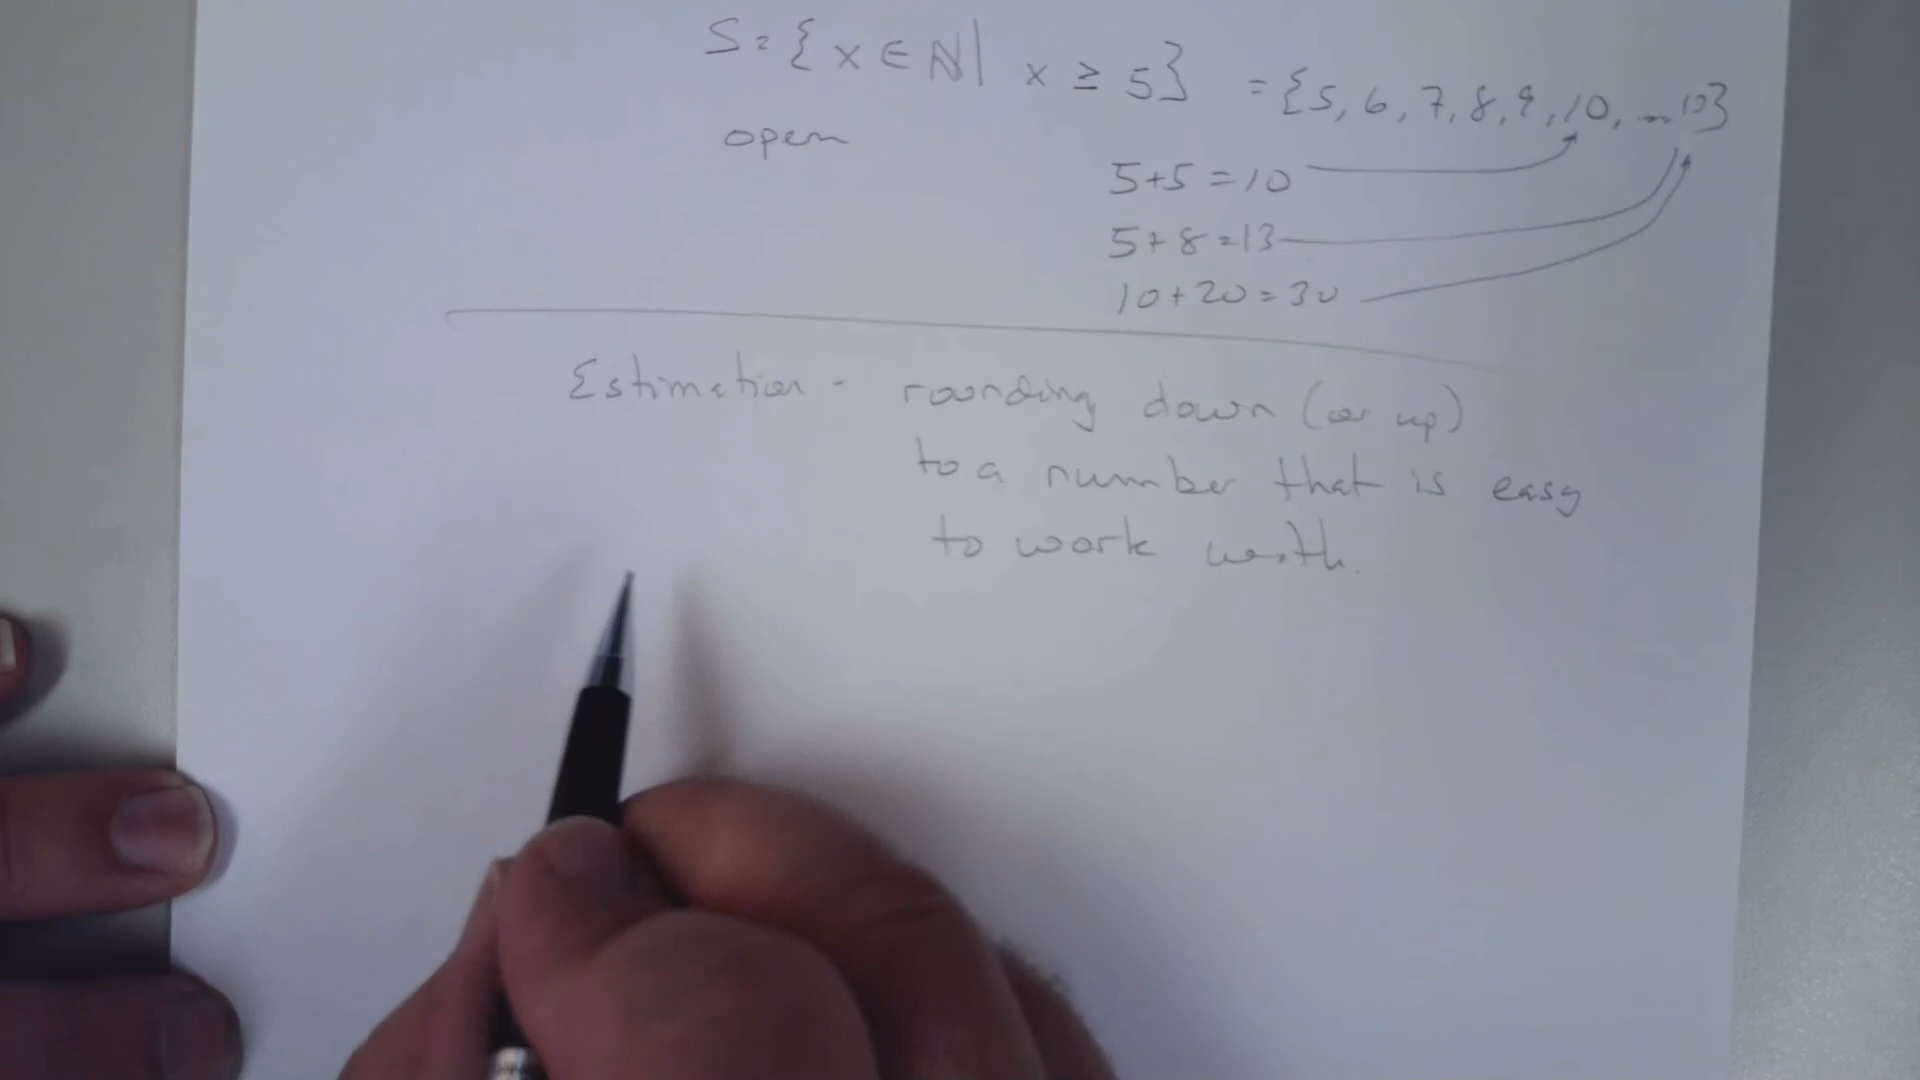 S = { x ∈ ℕ | x ≥ 5} = {5, 6, 7, 8, 9, 10, ... 10}
open
5+5 = 10
5+8=13
10+20=30
Estimation - rounding down (or up)
to a number that is easy
to work with.